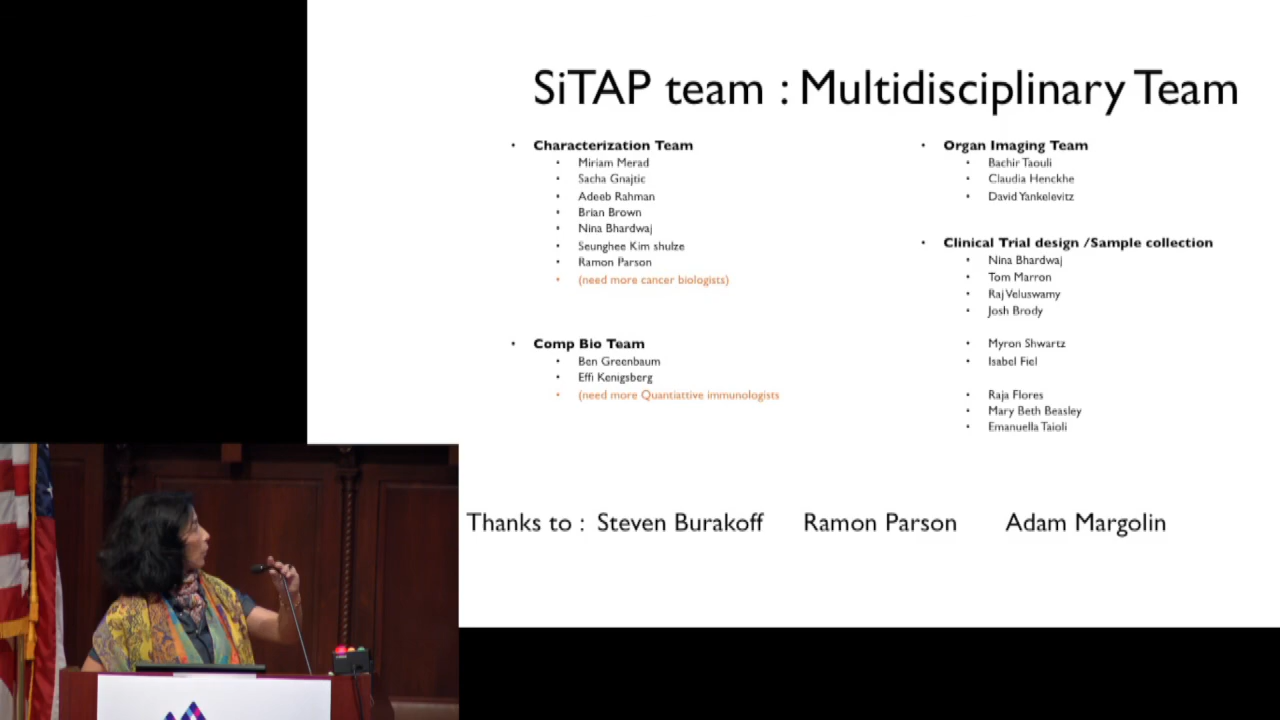 SiTAP team : Multidisciplinary Team
• Characterization Team
• Miriam Merad
• Sacha Gnajtic
• Adeeb Rahman
• Brian Brown
• Nina Bhardwaj
• Seunghee Kim shulze
• Ramon Parson
• (need more cancer biologists)
• Comp Bio Team
• Ben Greenbaum
• Effi Kenigsberg
• (need more Quantiattive immunologists
• Organ Imaging Team
• Bachir Taouli
• Claudia Henckhe
• David Yankelevitz
• Clinical Trial design /Sample collection
• Nina Bhardwaj
• Tom Marron
• Raj Veluswamy
• Josh Brody
• Myron Shwartz
• Isabel Fiel
• Raja Flores
• Mary Beth Beasley
• Emanuella Taioli
Thanks to : Steven Burakoff Ramon Parson Adam Margolin